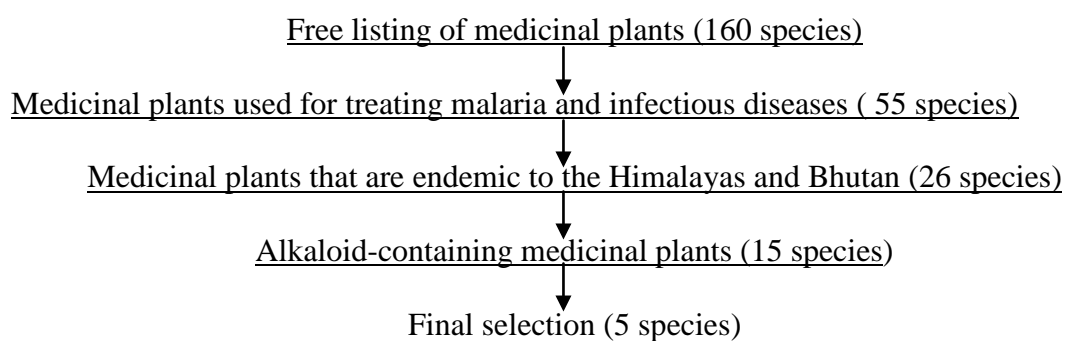 Free listing of medicinal plants (160 species)
Medicinal plants used for treating malaria and infectious diseases ( 55 species)
Medicinal plants that are endemic to the Himalayas and Bhutan (26 species)
Alkaloid-containing medicinal plants (15 species)
Final selection (5 species)